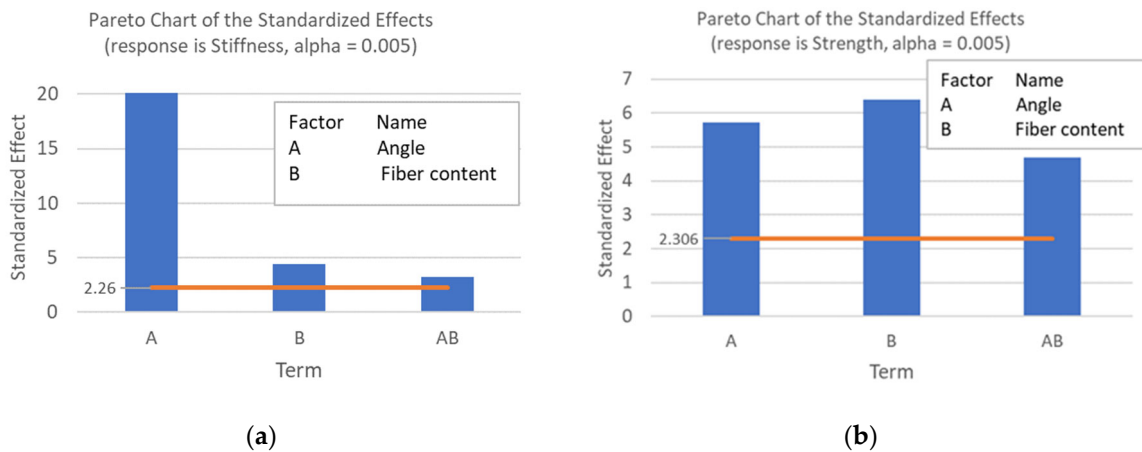 Pareto Chart of the Standardized Effects
(response is Stiffness, alpha = 0.005)
Standardized Effect
20
15
10
5
2.26
0
Factor Name
A Angle
B Fiber content
A B AB
Term
(a)
Pareto Chart of the Standardized Effects
(response is Strength, alpha = 0.005)
Standardized Effect
7
6
5
4
3
2.306
2
1
0
Factor Name
A Angle
B Fiber content
A B AB
Term
(b)